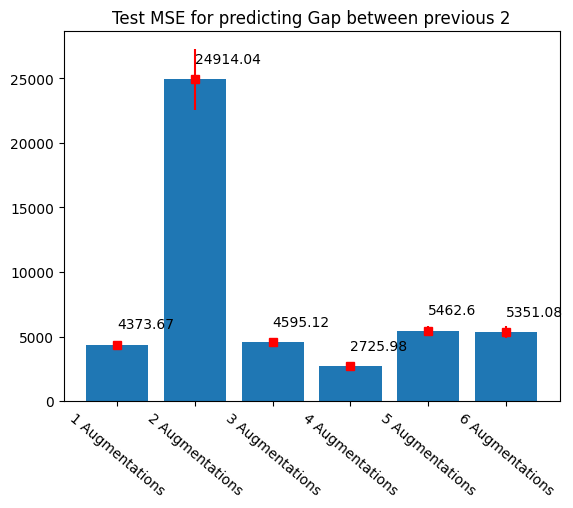 Test MSE for predicting Gap between previous 2
25000
20000
15000
10000
5000
0
4373.67
24914.04
4595.12
2725.98
5462.6
5351.08
1 Augmentations
2 Augmentations
3 Augmentations
4 Augmentations
5 Augmentations
6 Augmentations